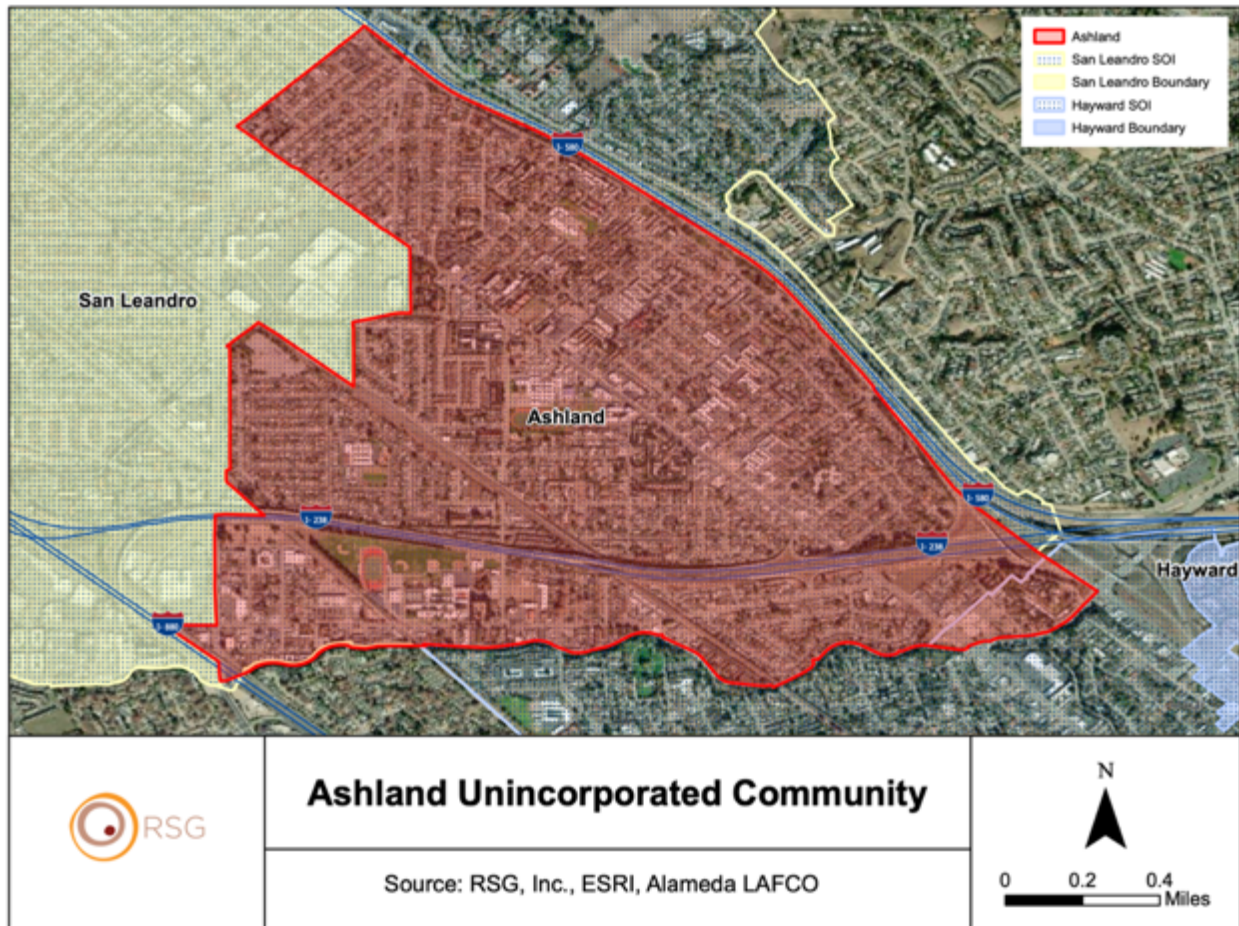 Ashland
San Leandro SOI
San Leandro Boundary
Hayward SOI
Hayward Boundary
I-580
San Leandro
Ashland
I-580
I-238
I-238
Hayward
I-880
RSG
Ashland Unincorporated Community
Source: RSG, Inc., ESRI, Alameda LAFCO
N
0 0.2 0.4
Miles